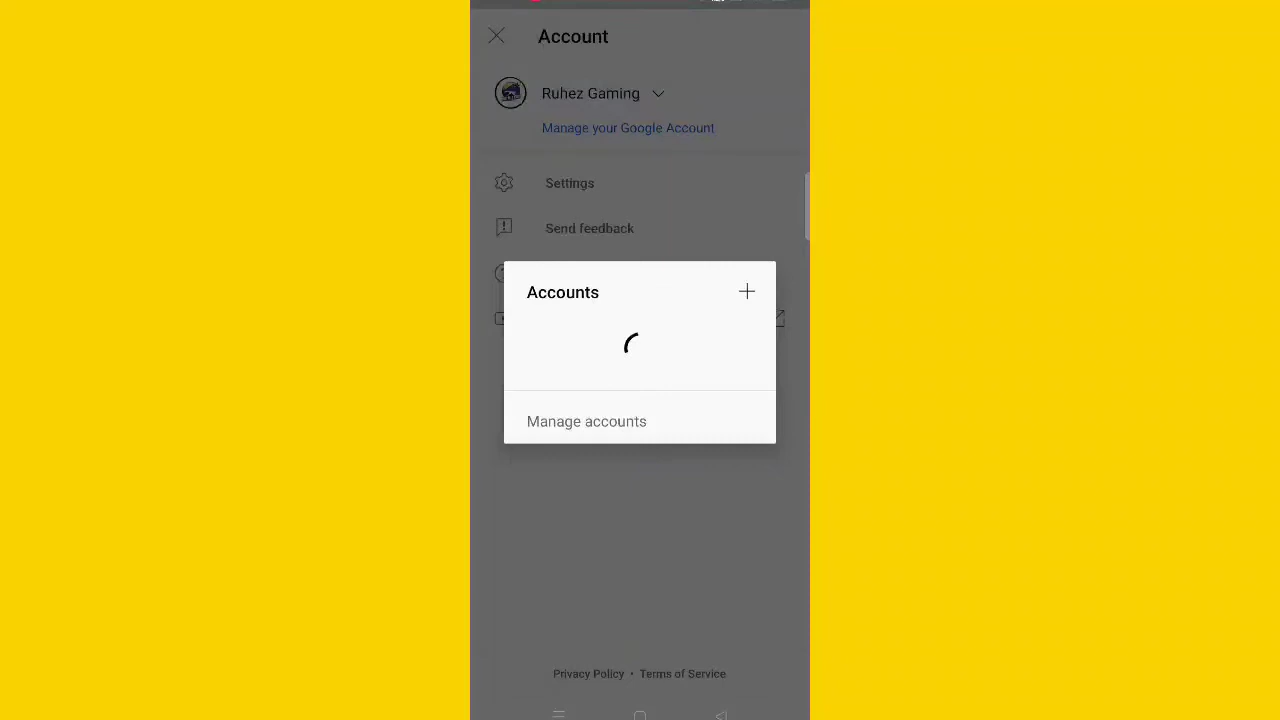 Account
Ruhez Gaming
Manage your Google Account
Settings
Send feedback
Accounts
Manage accounts
Privacy Policy • Terms of Service